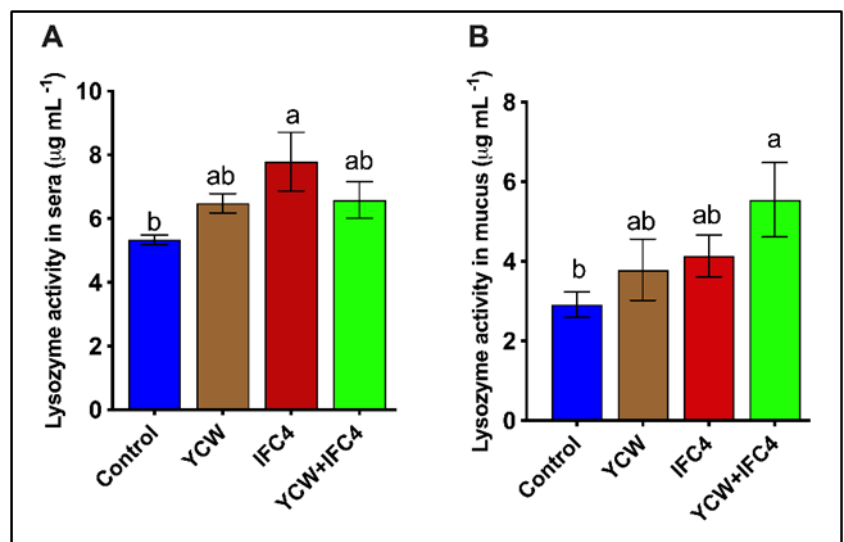 A
Lysozyme activity in sera (µg mL -1)
10
8
6
4
2
0
b
ab
a
ab
Control
YCW
IFC4
YCW+IFC4
B
Lysozyme activity in mucus (µg mL -1)
8
6
4
2
0
b
ab
ab
a
Control
YCW
IFC4
YCW+IFC4